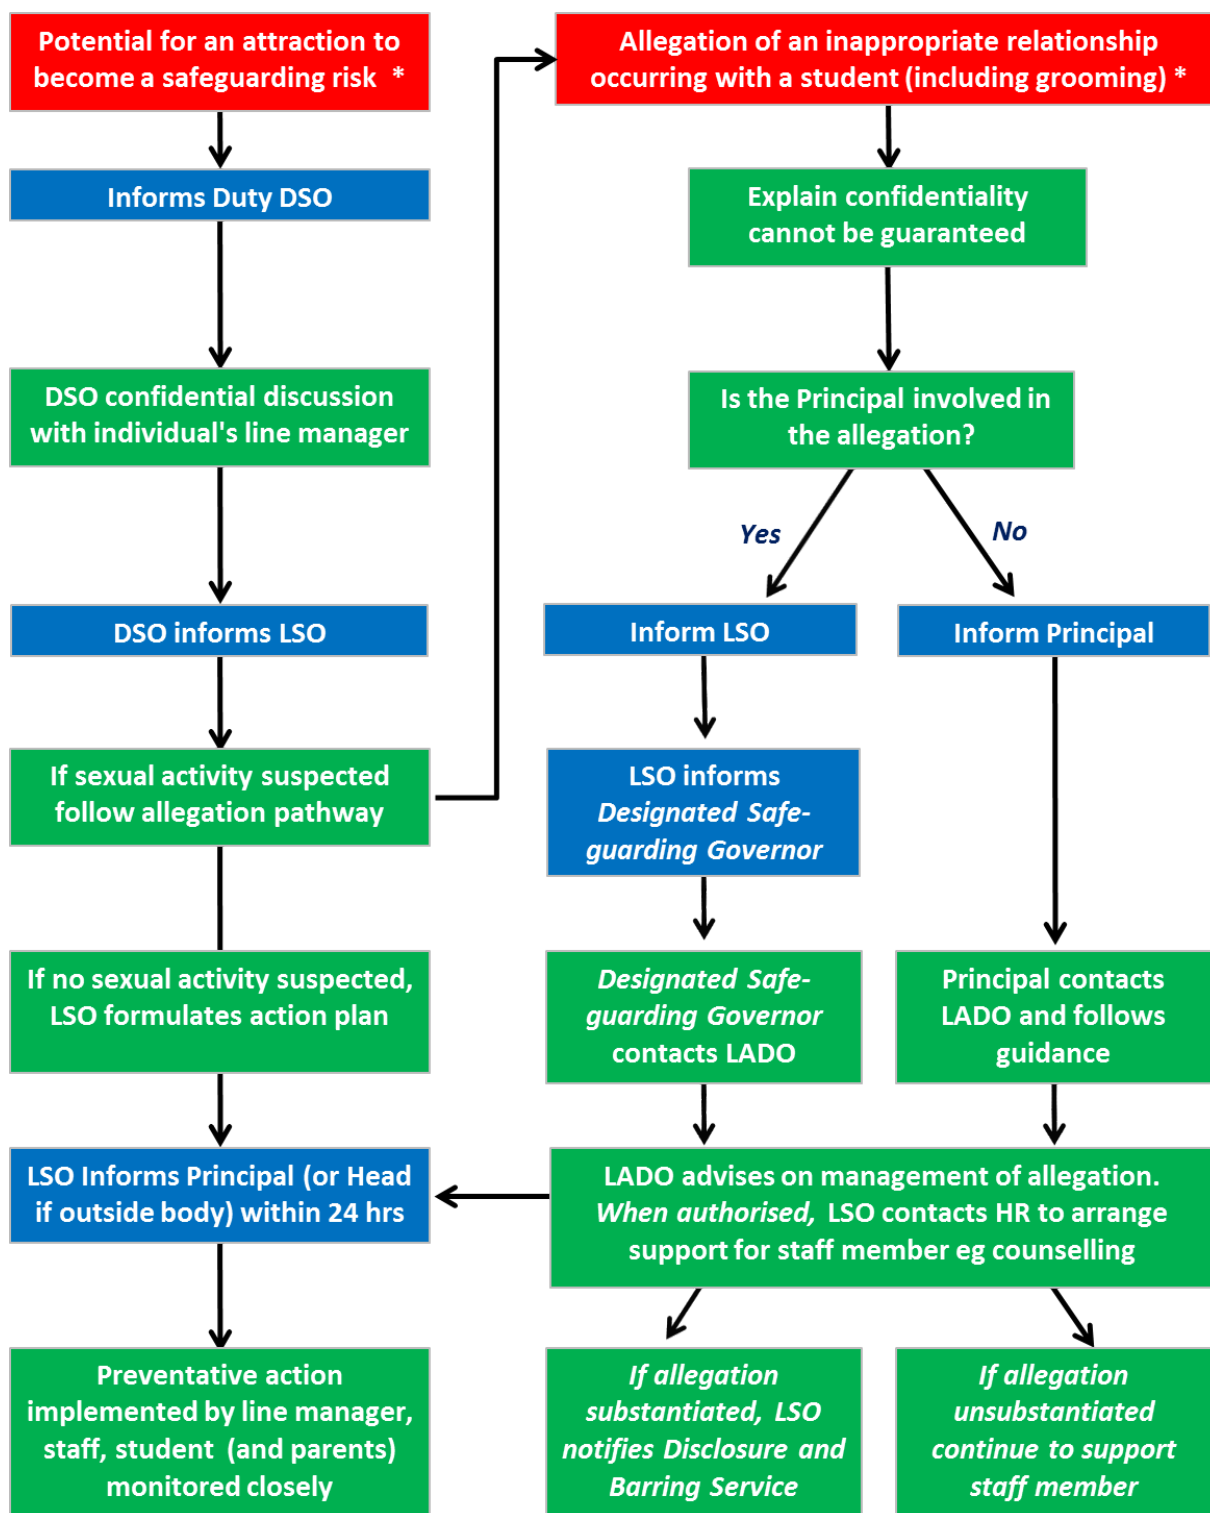 Potential for an attraction to
become a safeguarding risk *
Informs Duty DSO
DSO confidential discussion
with individual's line manager
DSO informs LSO
If sexual activity suspected
follow allegation pathway
If no sexual activity suspected,
LSO formulates action plan
LSO Informs Principal (or Head
if outside body) within 24 hrs
Preventative action
implemented by line manager,
staff, student (and parents)
monitored closely
Allegation of an inappropriate relationship
occurring with a student (including grooming) *
Explain confidentiality
cannot be guaranteed
Is the Principal involved in
the allegation?
Yes
No
Inform LSO
LSO informs
Designated Safe-
guarding Governor
Designated Safe-
guarding Governor
contacts LADO
Inform Principal
Principal contacts
LADO and follows
guidance
LADO advises on management of allegation.
When authorised, LSO contacts HR to arrange
support for staff member eg counselling
If allegation
substantiated, LSO
notifies Disclosure and
Barring Service
If allegation
unsubstantiated
continue to support
staff member